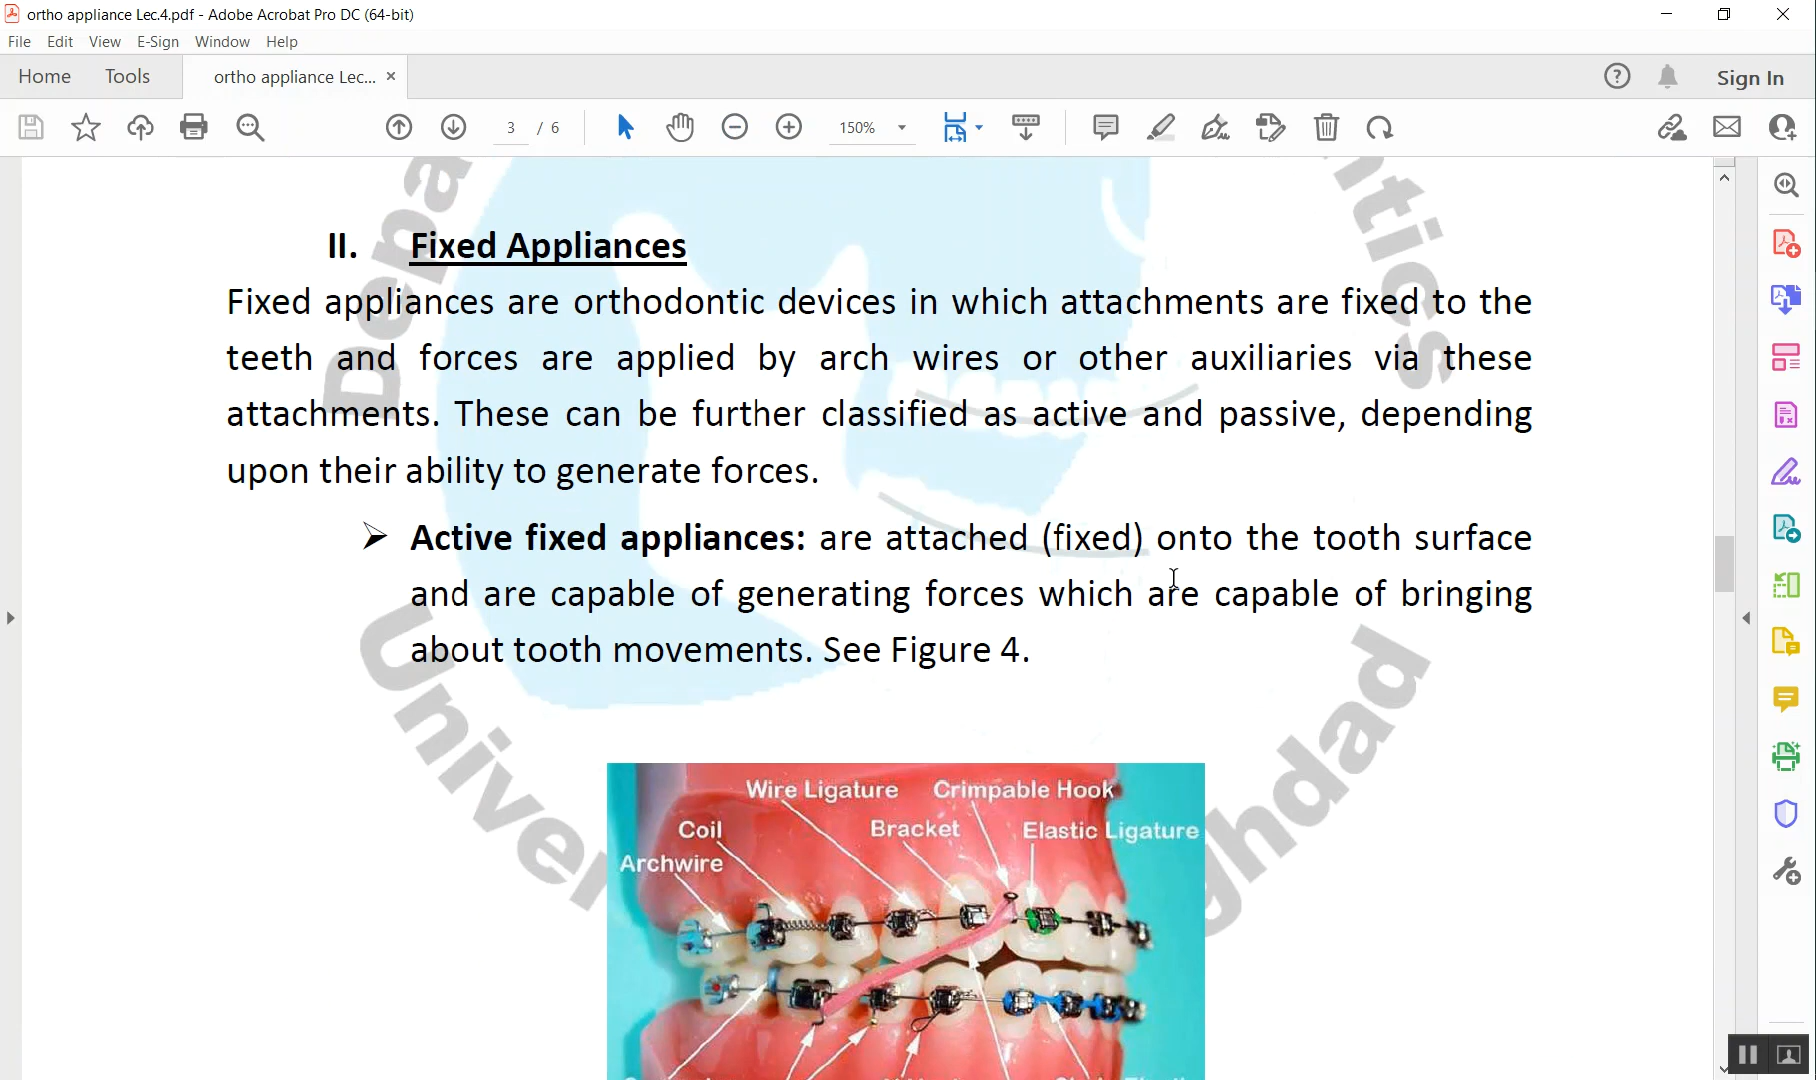 ortho appliance Lec.4.pdf - Adobe Acrobat Pro DC (64-bit)
File Edit View E-Sign Window Help
Home Tools ortho appliance Lec... × Sign In
3 / 6 150%
II. Fixed Appliances
Fixed appliances are orthodontic devices in which attachments are fixed to the
teeth and forces are applied by arch wires or other auxiliaries via these
attachments. These can be further classified as active and passive, depending
upon their ability to generate forces.
➢ Active fixed appliances: are attached (fixed) onto the tooth surface
and are capable of generating forces which are capable of bringing
about tooth movements. See Figure 4.
Wire Ligature Crimpable Hook
Coil Bracket Elastic Ligature
Archwire